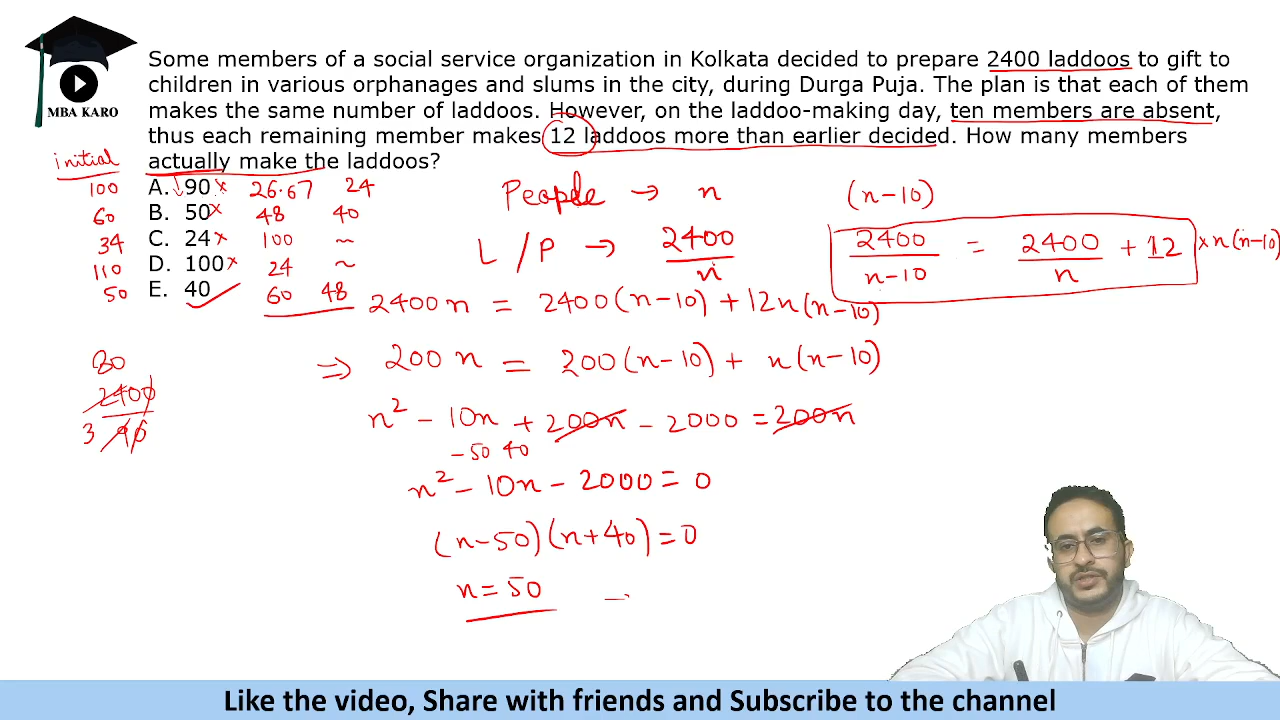 MBA KARO
Some members of a social service organization in Kolkata decided to prepare 2400 laddoos to gift to
children in various orphanages and slums in the city, during Durga Puja. The plan is that each of them
makes the same number of laddoos. However, on the laddoo-making day, ten members are absent,
thus each remaining member makes 12 laddoos more than earlier decided. How many members
actually make the laddoos?
initial
100 A. ↓90 x 26.67 24
60 B. 50x 48 40
34 C. 24x 100 ~
110 D. 100x 24 ~
50 E. 40 ✓ 60 48
People → n (n-10)
L/P → 2400/n
2400/n-10 = 2400/n + 12 × n(n-10)
2400n = 2400(n-10) + 12n(n-10)
⇒ 200n = 200(n-10) + n(n-10)
n² - 10n + 200n - 2000 = 200n
-50 40
n² - 10n - 2000 = 0
(n-50)(n+40) = 0
n = 50
80
2400
3 90
Like the video, Share with friends and Subscribe to the channel